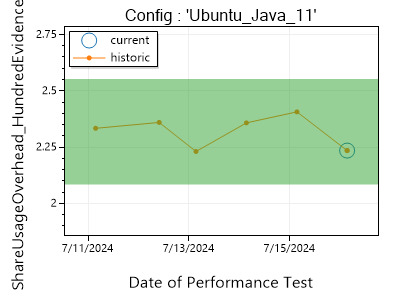 Config : 'Ubuntu_Java_11'
current
historic
ShareUsageOverhead_HundredEvidence
2.75
2.5
2.25
2
7/11/2024
7/13/2024
7/15/2024
Date of Performance Test